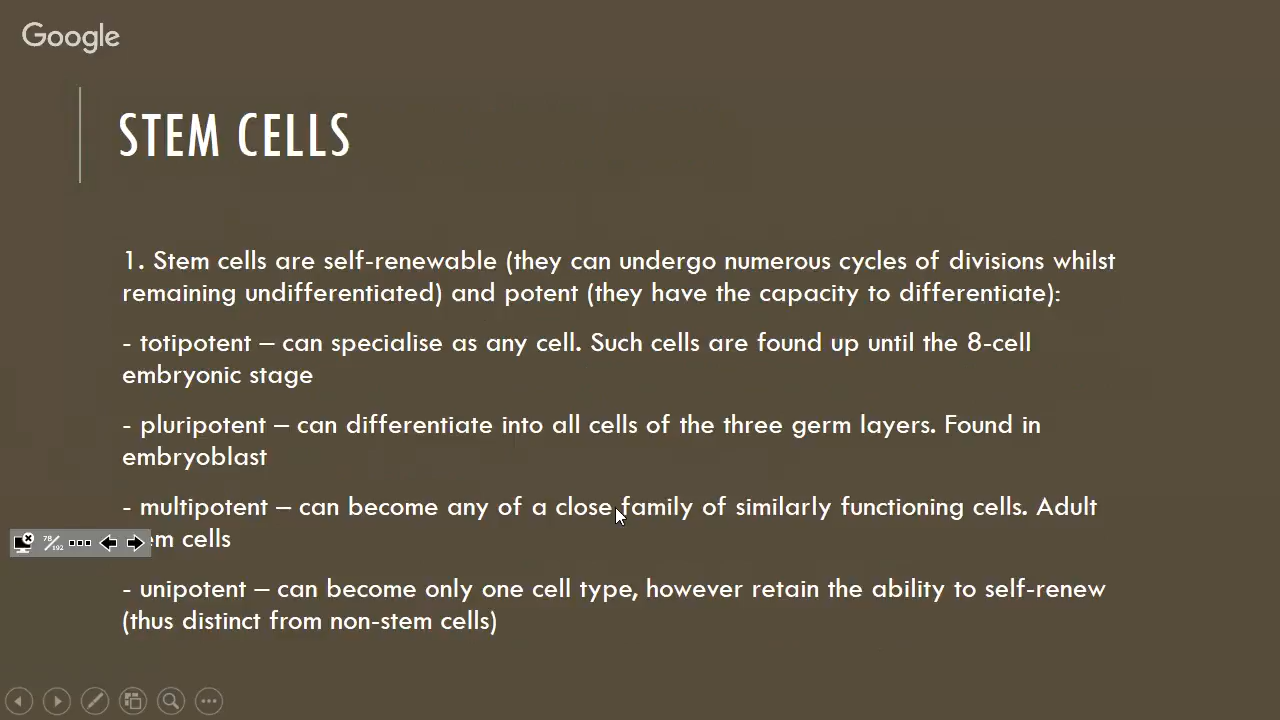 Google
STEM CELLS
1. Stem cells are self-renewable (they can undergo numerous cycles of divisions whilst
remaining undifferentiated) and potent (they have the capacity to differentiate):
- totipotent – can specialise as any cell. Such cells are found up until the 8-cell
embryonic stage
- pluripotent – can differentiate into all cells of the three germ layers. Found in
embryoblast
- multipotent – can become any of a close family of similarly functioning cells. Adult
em cells
78/192
- unipotent – can become only one cell type, however retain the ability to self-renew
(thus distinct from non-stem cells)